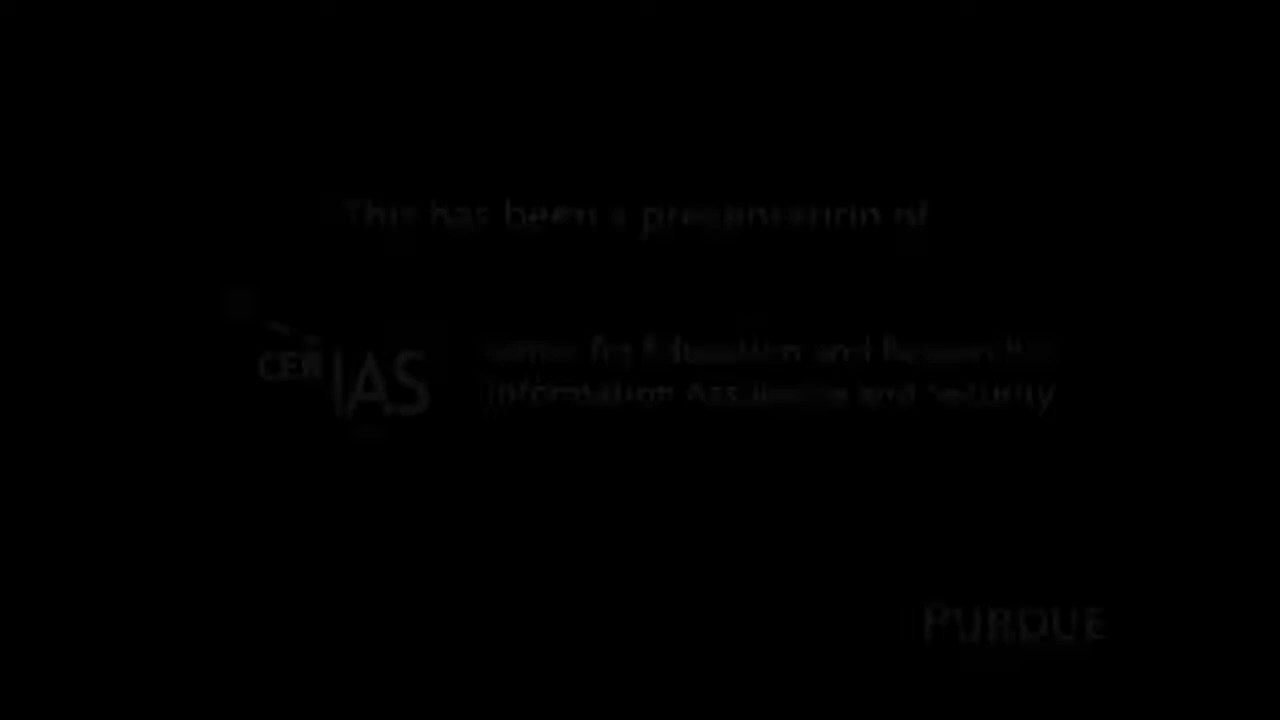 This has been a presentation of
CERIAS
Center for Education and Research in
Information Assurance and Security
PURDUE